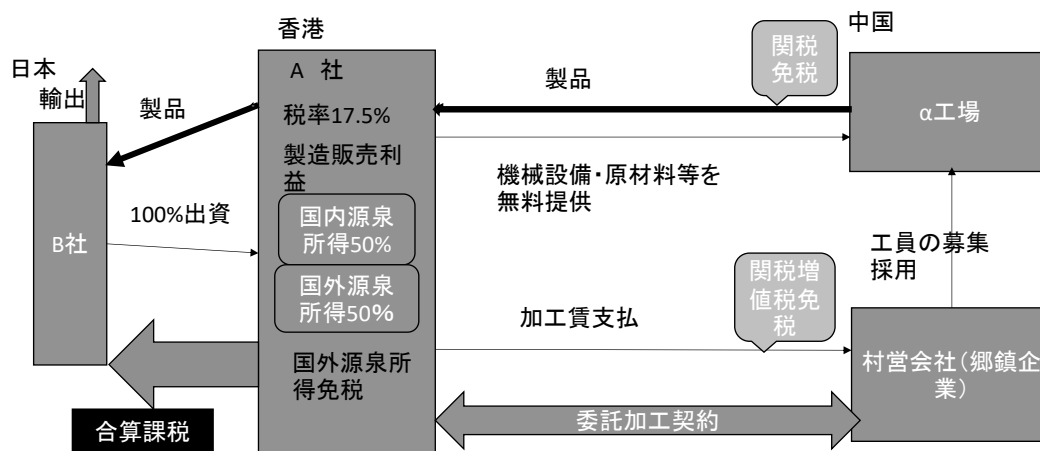 香港
中国
日本
輸出
製品
A 社
税率17.5%
製造販売利
益
国内源泉
所得50%
国外源泉
所得50%
国外源泉所
得免税
B社
100%出資
合算課税
製品
関税
免税
α工場
機械設備・原材料等を
無料提供
工員の募集
採用
関税増
値税免
税
加工賃支払
村営会社(郷鎮企
業)
委託加工契約